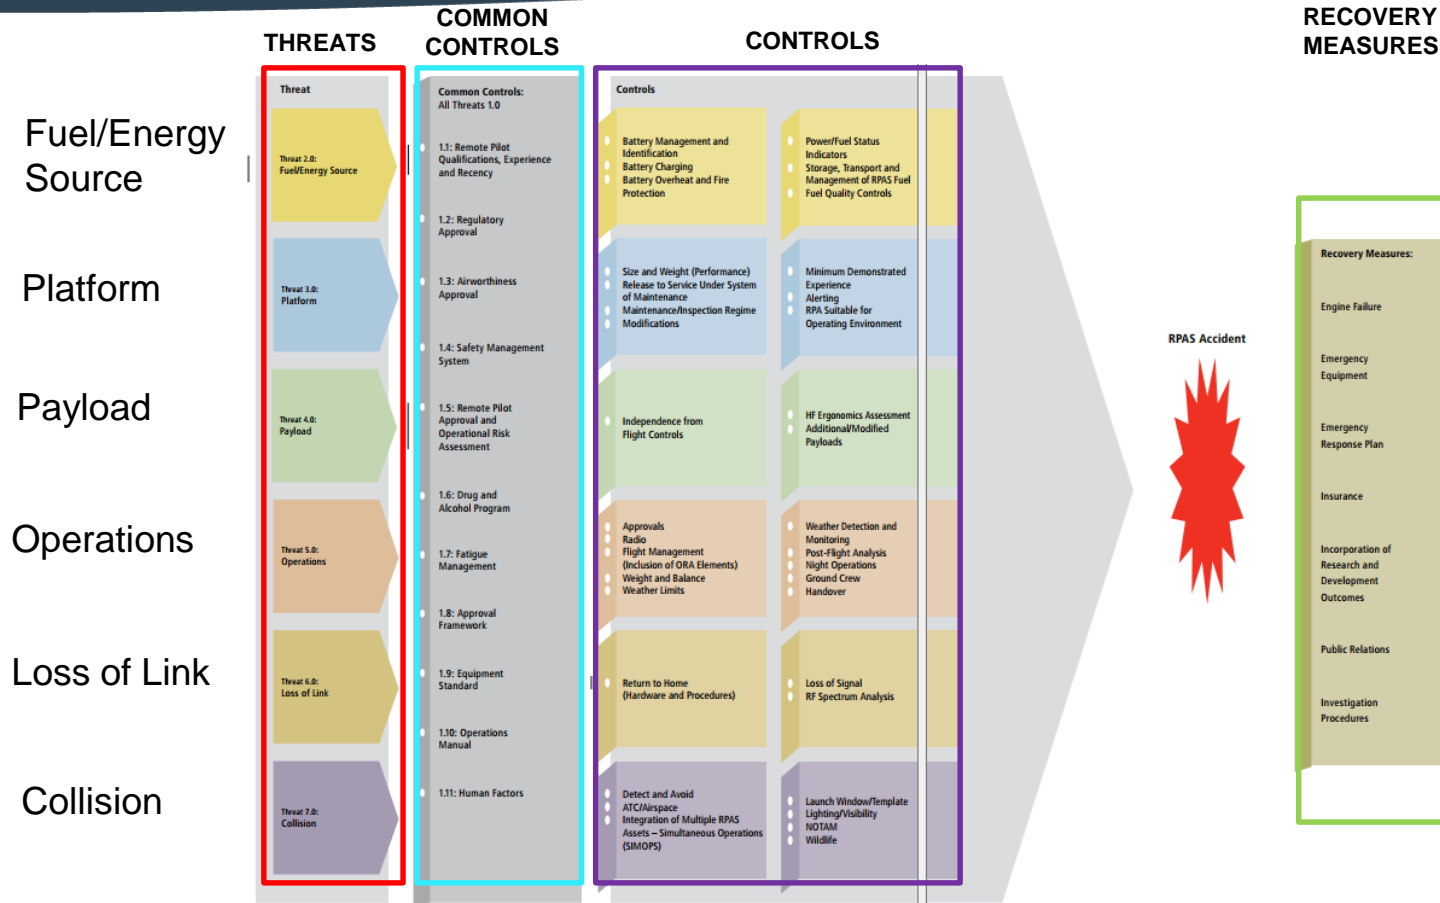 THREATS
COMMON
CONTROLS
CONTROLS
RECOVERY
MEASURES
Fuel/Energy
Source
Platform
Payload
Operations
Loss of Link
Collision
Threat
Threat 2.0:
Fuel/Energy Source
Threat 3.0:
Platform
Threat 4.0:
Payload
Threat 5.0:
Operations
Threat 6.0:
Loss of Link
Threat 7.0:
Collision
Common Controls:
All Threats 1.0
1.1: Remote Pilot
Qualifications, Experience
and Recency
1.2: Regulatory
Approval
1.3: Airworthiness
Approval
1.4: Safety Management
System
1.5: Remote Pilot
Approval and
Operational Risk
Assessment
1.6: Drug and
Alcohol Program
1.7: Fatigue
Management
1.8: Approval
Framework
1.9: Equipment
Standard
1.10: Operations
Manual
1.11: Human Factors
Controls
Battery Management and
Identification
Battery Charging
Battery Overheat and Fire
Protection
Power/Fuel Status
Indicators
Storage, Transport and
Management of RPAS Fuel
Fuel Quality Controls
Size and Weight (Performance)
Release to Service Under System
of Maintenance
Maintenance/Inspection Regime
Modifications
Minimum Demonstrated
Experience
Alerting
RPA Suitable for
Operating Environment
Independence from
Flight Controls
HF Ergonomics Assessment
Additional/Modified
Payloads
Approvals
Radio
Flight Management
(Inclusion of ORA Elements)
Weight and Balance
Weather Limits
Weather Detection and
Monitoring
Post-Flight Analysis
Night Operations
Ground Crew
Handover
Return to Home
(Hardware and Procedures)
Loss of Signal
RF Spectrum Analysis
Detect and Avoid
ATC/Airspace
Integration of Multiple RPAS
Assets – Simultaneous Operations
(SIMOPS)
Launch Window/Template
Lighting/Visibility
NOTAM
Wildlife
RPAS Accident
Recovery Measures:
Engine Failure
Emergency
Equipment
Emergency
Response Plan
Insurance
Incorporation of
Research and
Development
Outcomes
Public Relations
Investigation
Procedures